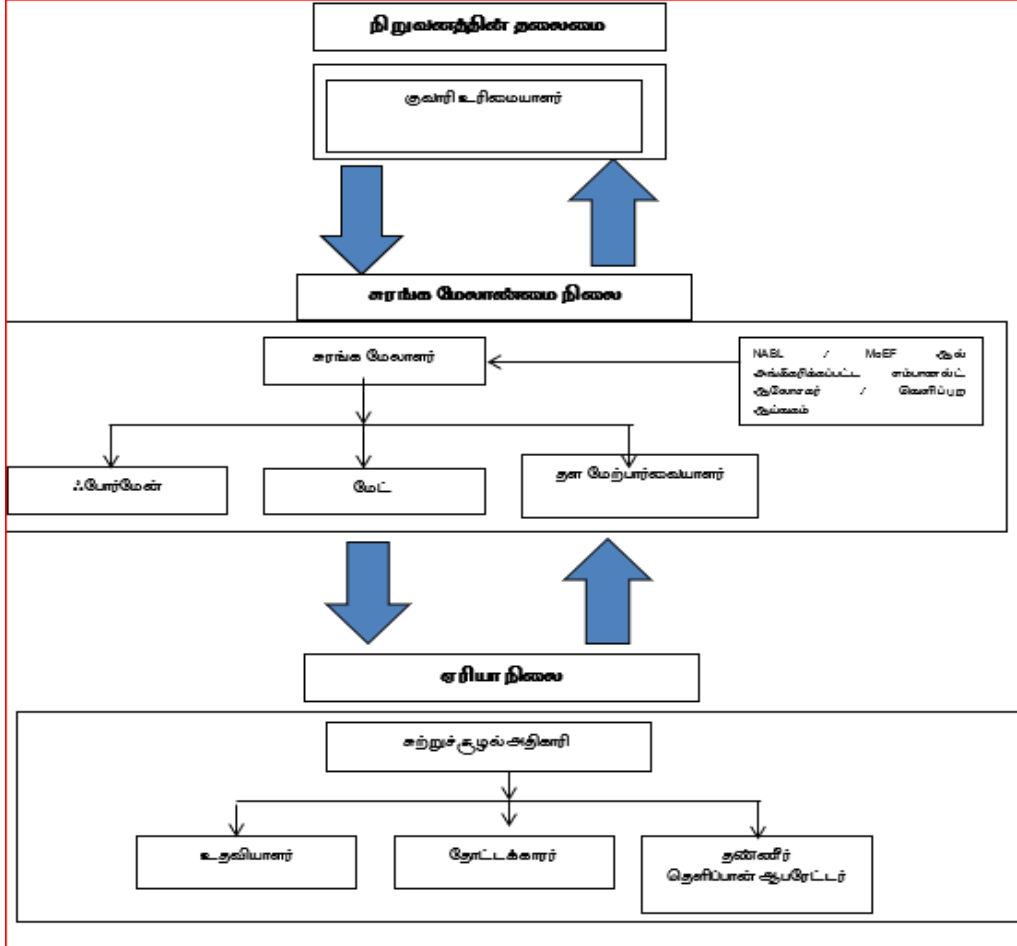 நிறுவனத்தின் தலைமை
குவாரி உரிமையாளர்
சுரங்க மேலாண்மை நிலை
சுரங்க மேலாளர்
NABL / MoEF ஆல்
அங்கீகரிக்கப்பட்ட எம்பானல்ட்
ஆலோசகர் / வெளிப்புற
ஆய்வகம்
ஃபோர்மேன்
மேட்
தள மேற்பார்வையாளர்
ஏரியா நிலை
சுற்றுச்சூழல் அதிகாரி
உதவியாளர்
தோட்டக்காரர்
தண்ணீர்
தெளிப்பான் ஆபரேட்டர்